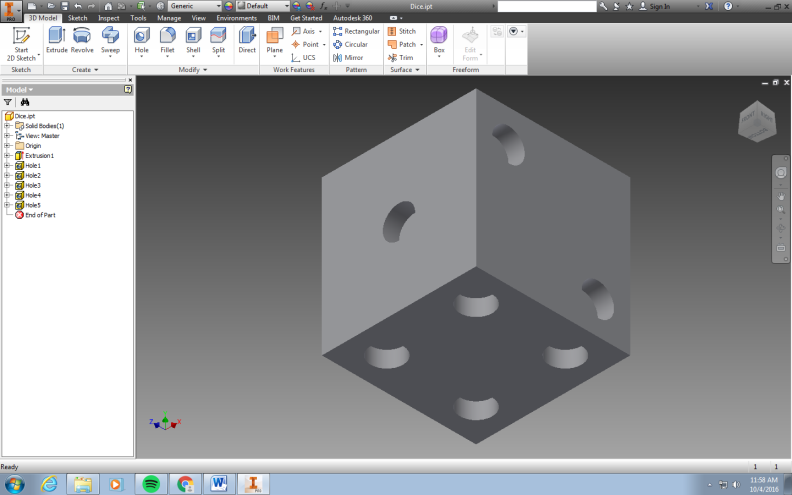 Generic Default Dice.ipt Sign In
PRO 3D Model Sketch Inspect Tools Manage View Environments BIM Get Started Autodesk 360
Start 2D Sketch Extrude Revolve Sweep Hole Fillet Shell Split Direct Plane Axis Rectangular Stitch Box Edit Form
Point Circular Patch
UCS Mirror Trim
Sketch Create Modify Work Features Pattern Surface Freeform
Model
Dice.ipt
Solid Bodies(1)
View: Master
Origin
Extrusion1
Hole1
Hole2
Hole3
Hole4
Hole5
End of Part
Z X
Ready 1 1
11:58 AM
10/4/2016